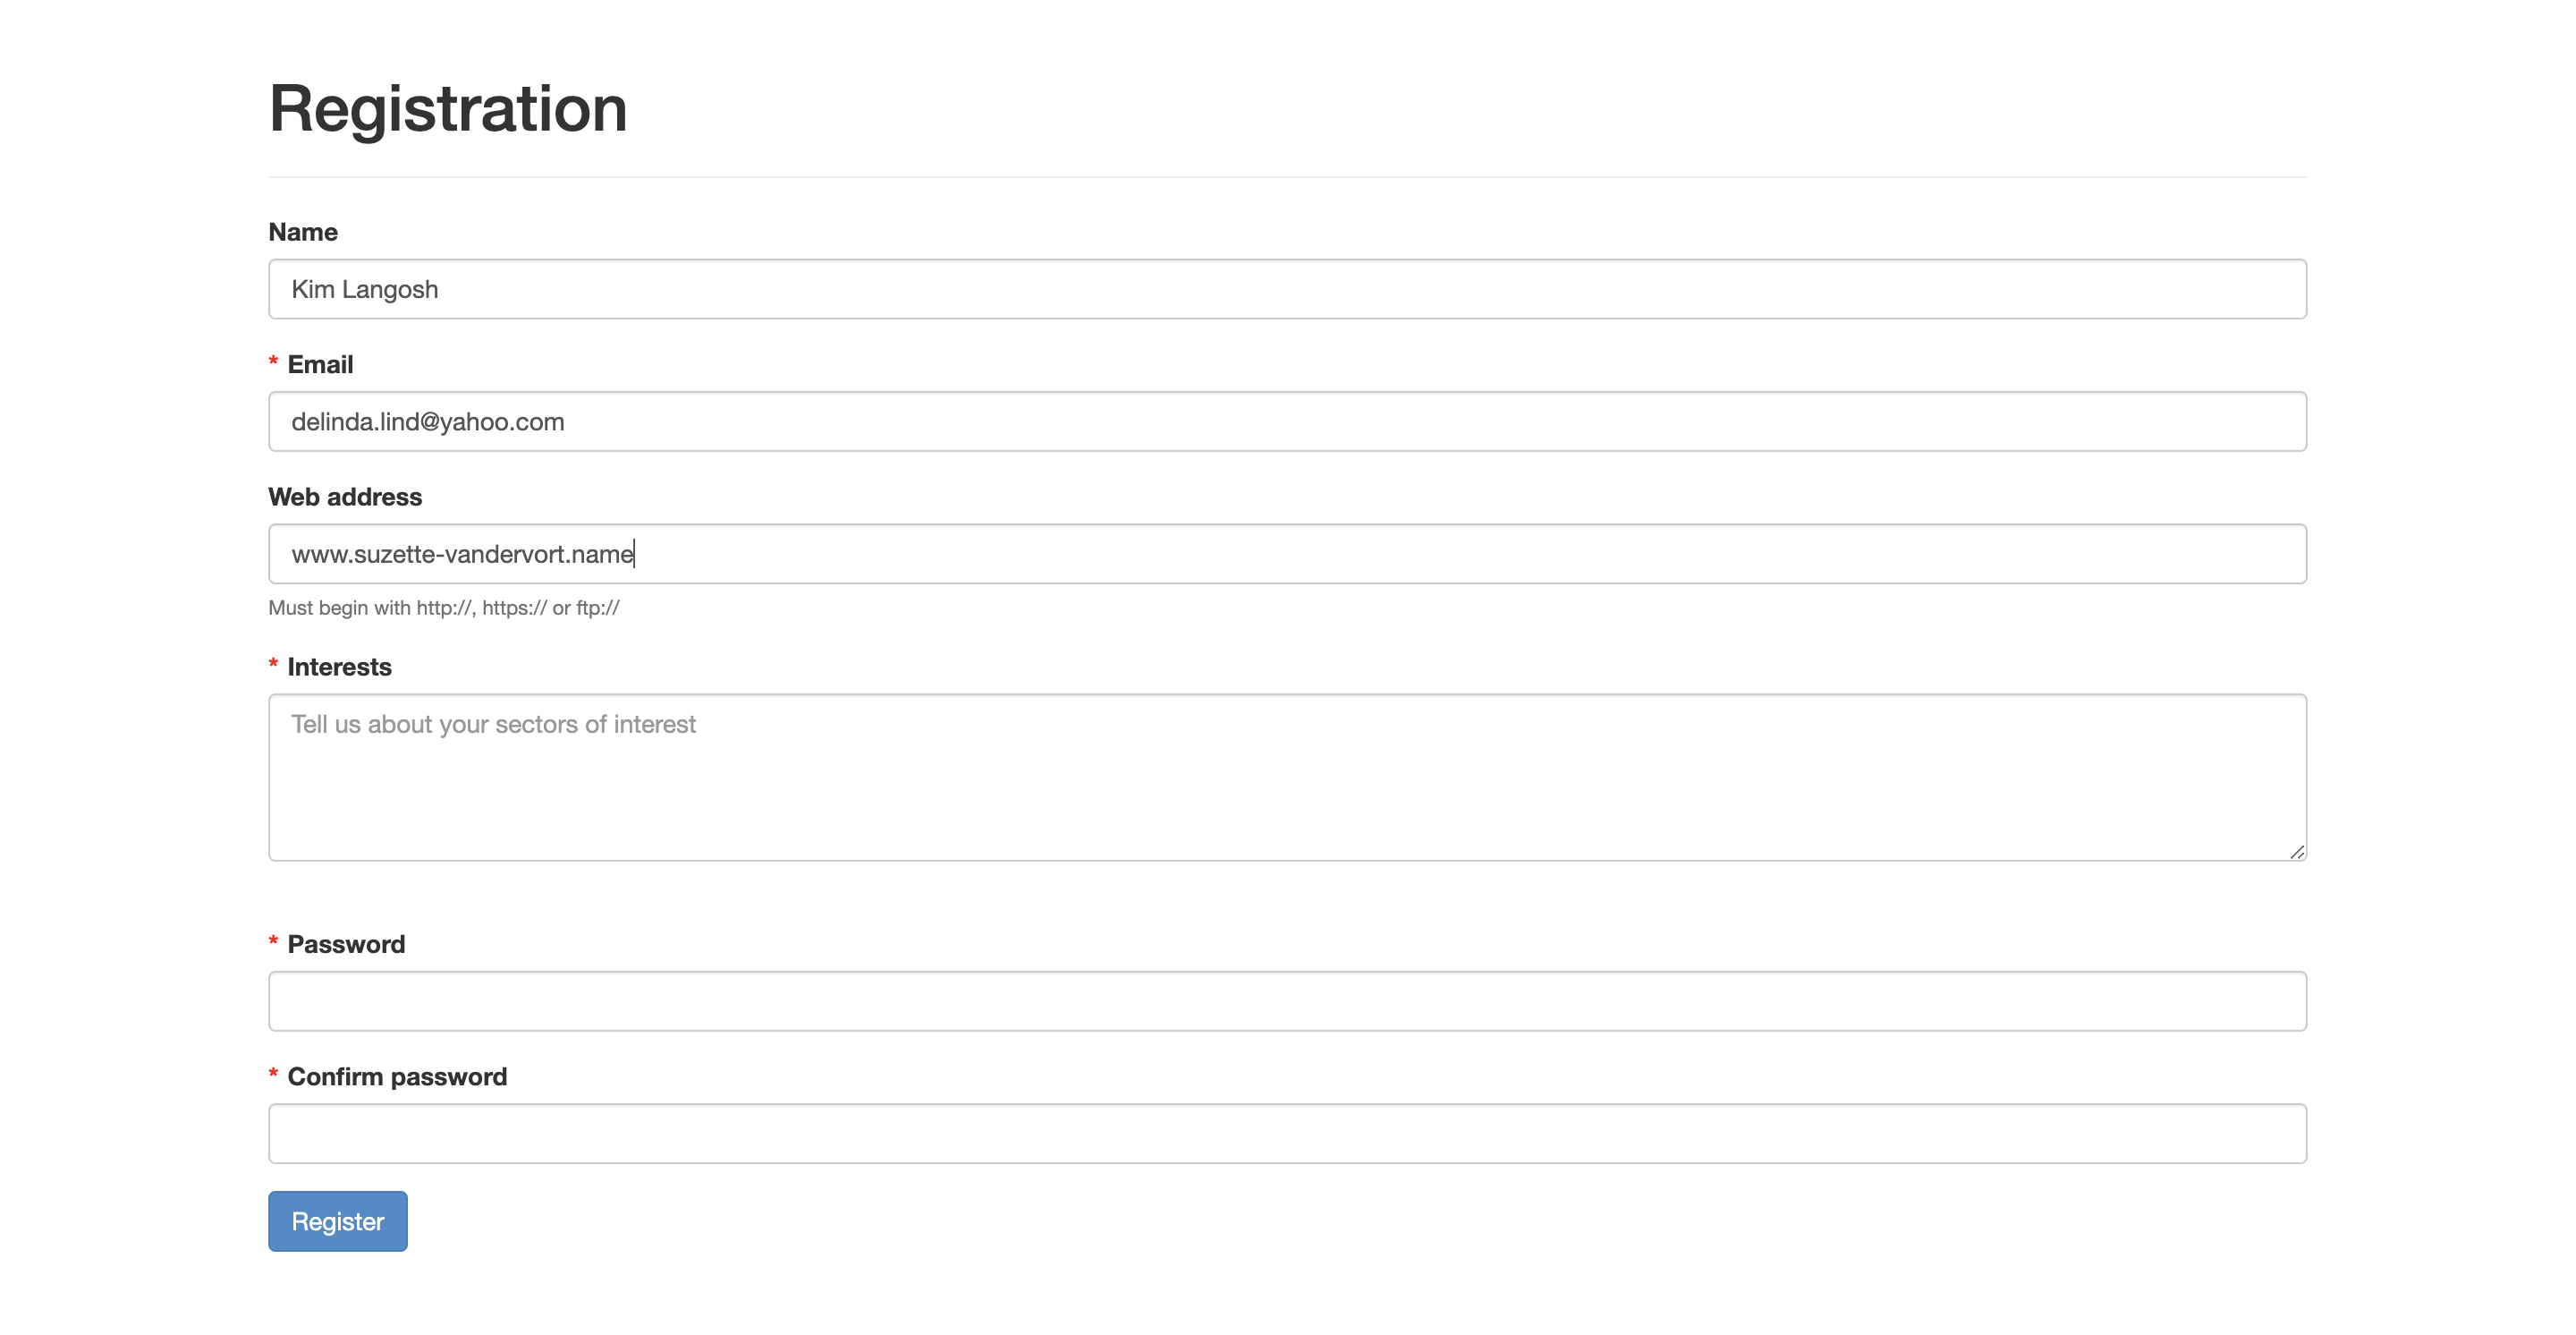 Registration
Name
Kim Langosh
* Email
delinda.lind@yahoo.com
Web address
www.suzette-vandervort.name
Must begin with http://, https:// or ftp://
* Interests
Tell us about your sectors of interest
* Password
* Confirm password
Register